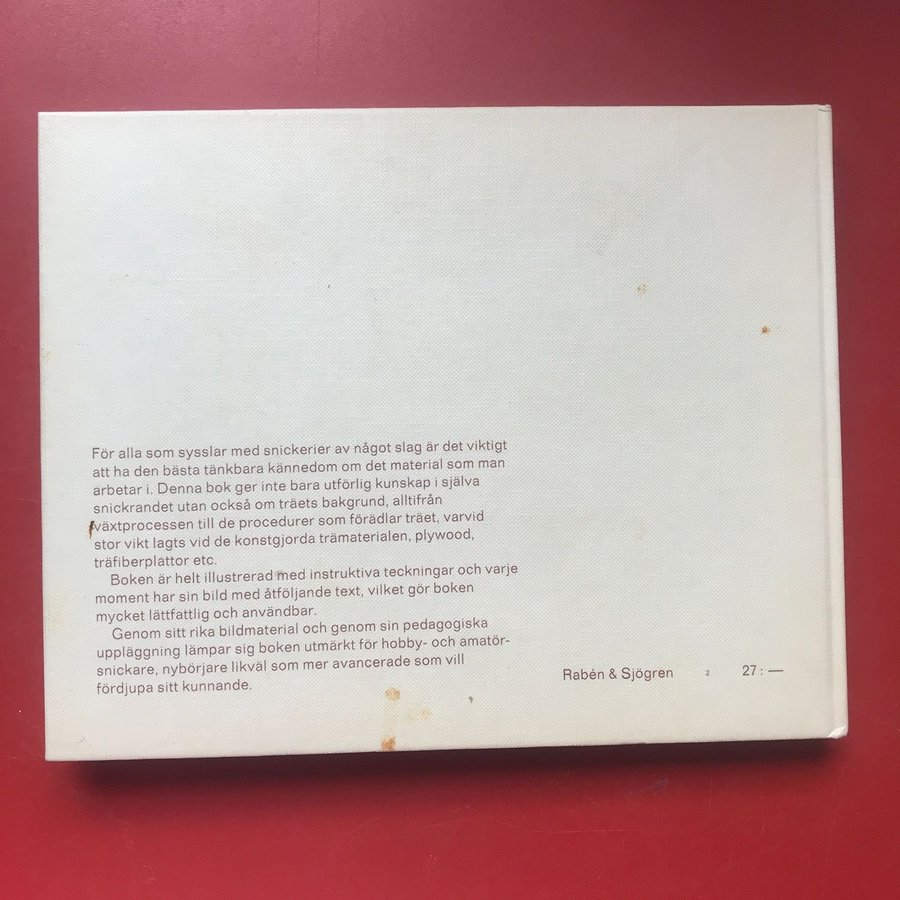 För alla som sysslar med snickerier av något slag är det viktigt
att ha den bästa tänkbara kännedom om det material som man
arbetar i. Denna bok ger inte bara utförlig kunskap i själva
snickrandet utan också om träets bakgrund, alltifrån
växtprocessen till de procedurer som förädlar träet, varvid
stor vikt lagts vid de konstgjorda trämaterialen, plywood,
träfiberplattor etc.
Boken är helt illustrerad med instruktiva teckningar och varje
moment har sin bild med åtföljande text, vilket gör boken
mycket lättfattlig och användbar.
Genom sitt rika bildmaterial och genom sin pedagogiska
uppläggning lämpar sig boken utmärkt för hobby- och amatör-
snickare, nybörjare likväl som mer avancerade som vill
fördjupa sitt kunnande.
Rabén & Sjögren 2 27:—